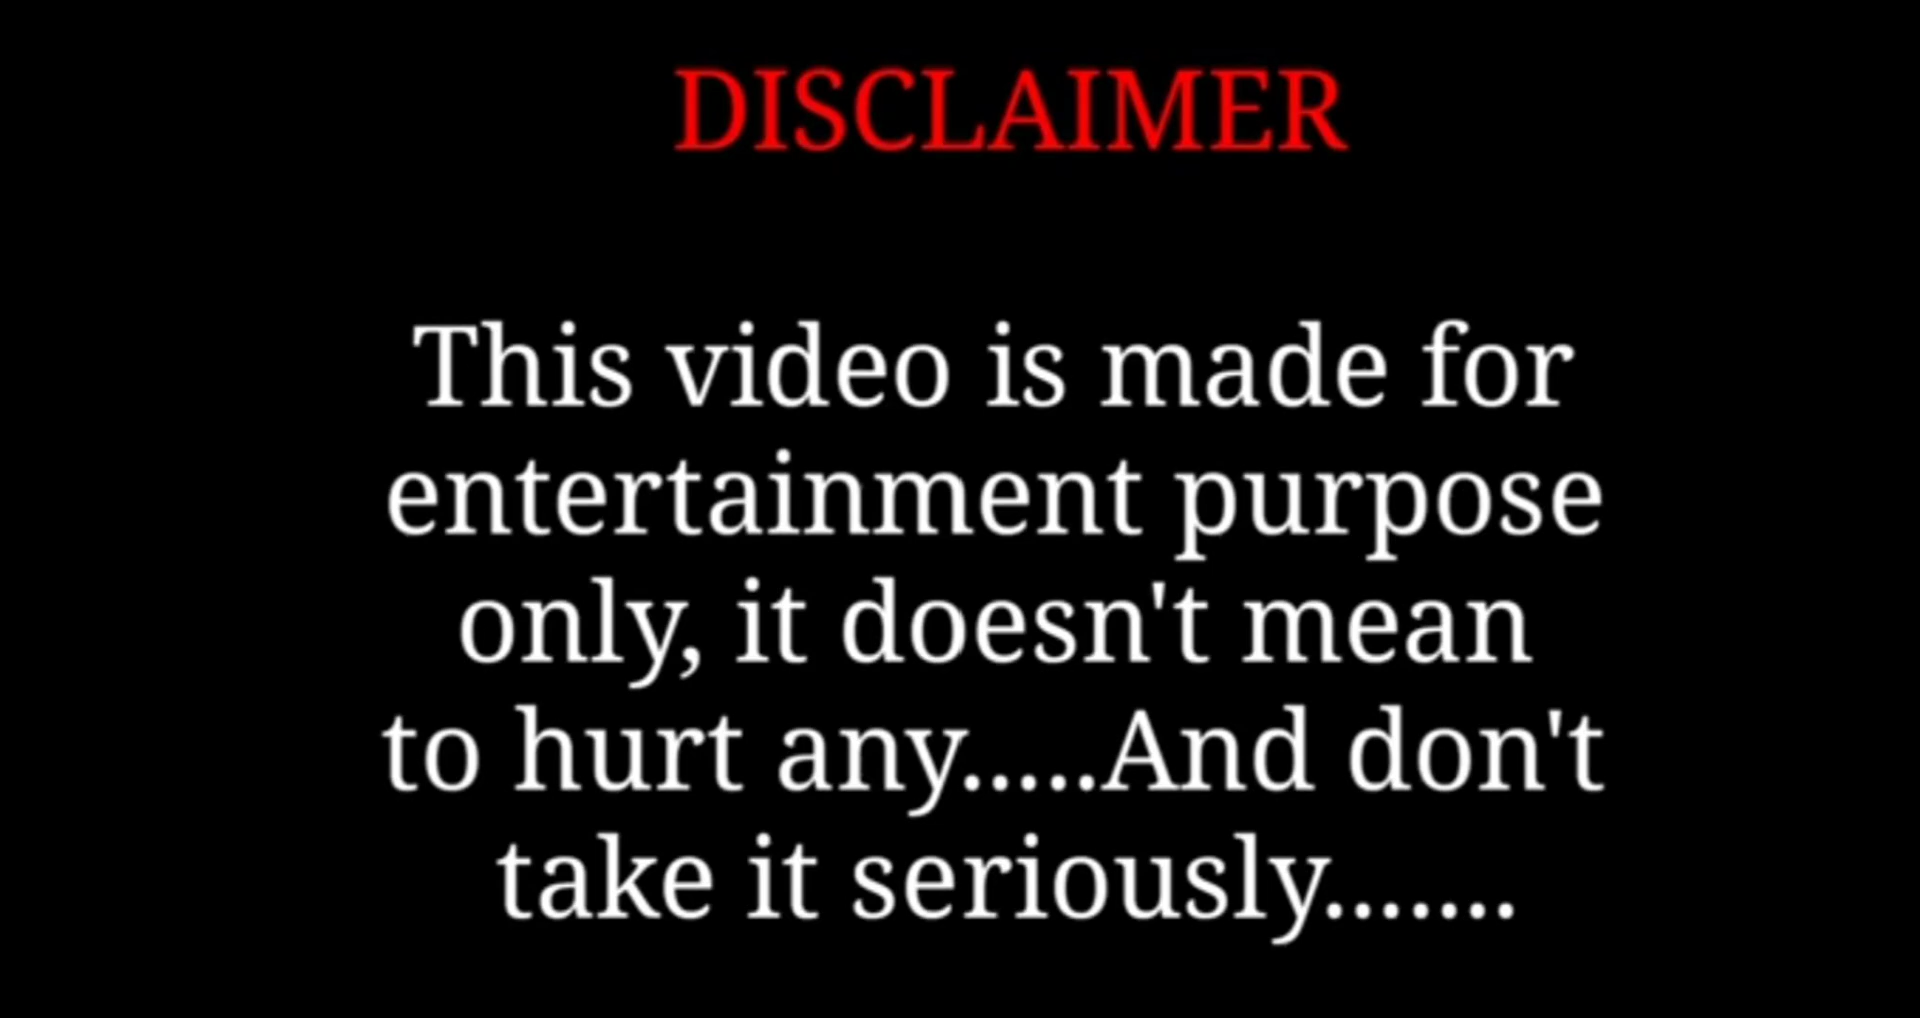 DISCLAIMER
This video is made for
entertainment purpose
only, it doesn't mean
to hurt any.....And don't
take it seriously.......